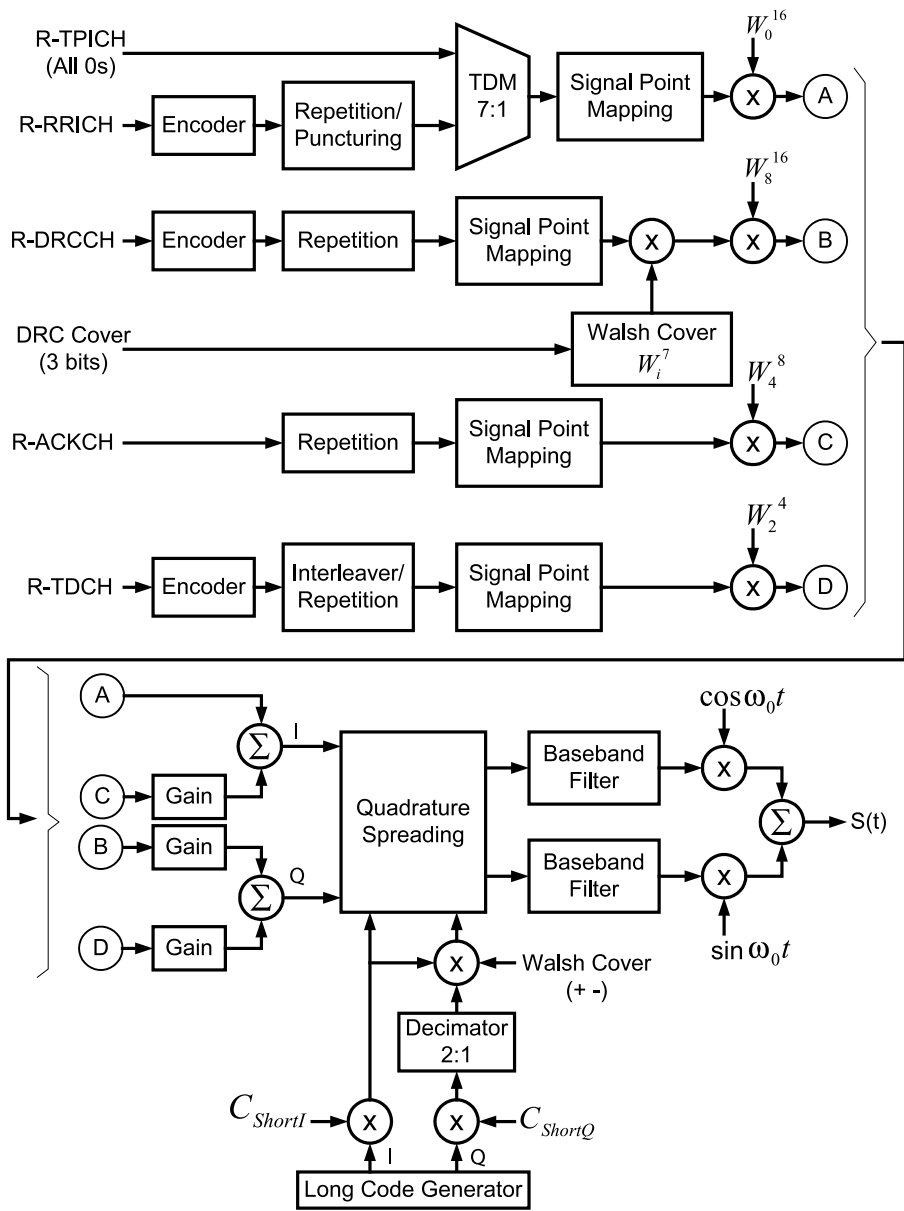 R-TPICH
(All 0s)
TDM
7:1
Signal Point
Mapping
W_0^16
x
A
R-RRICH
Encoder
Repetition/
Puncturing
W_8^16
R-DRCCH
Encoder
Repetition
Signal Point
Mapping
x
x
B
DRC Cover
(3 bits)
Walsh Cover
W_i^7
W_4^8
R-ACKCH
Repetition
Signal Point
Mapping
x
C
W_2^4
R-TDCH
Encoder
Interleaver/
Repetition
Signal Point
Mapping
x
D
A
Σ
I
C
Gain
B
Gain
Σ
Q
D
Gain
Quadrature
Spreading
Baseband
Filter
cos ω_0 t
x
Baseband
Filter
x
sin ω_0 t
Σ
S(t)
x
Walsh Cover
(+ -)
Decimator
2:1
C_ShortI
x
x
C_ShortQ
I
Q
Long Code Generator